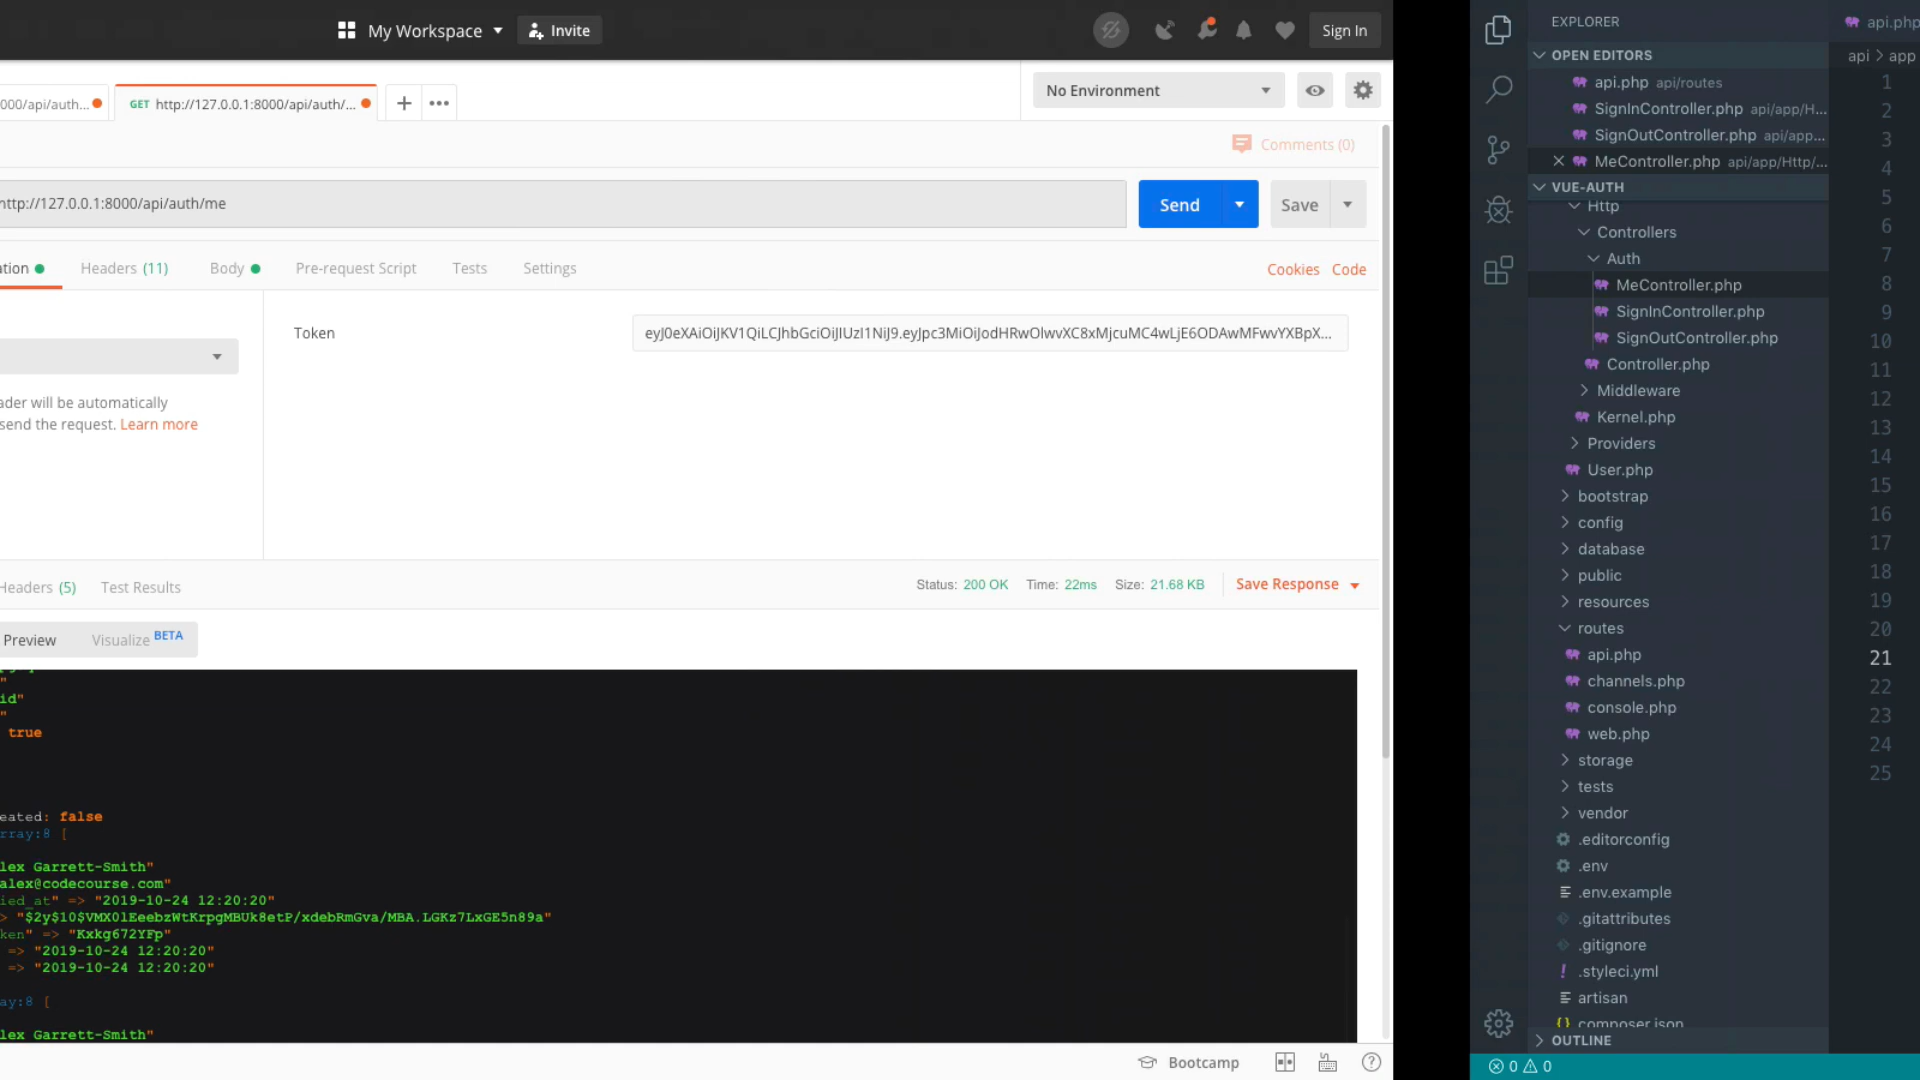 My Workspace
Invite
Sign In
000/api/auth...
GET http://127.0.0.1:8000/api/auth/...
No Environment
Comments (0)
http://127.0.0.1:8000/api/auth/me
Send
Save
ation
Headers (11)
Body
Pre-request Script
Tests
Settings
Cookies
Code
Token
eyJ0eXAiOiJKV1QiLCJhbGciOiJIUzI1NiJ9.eyJpc3MiOiJodHRwOlwvXC8xMjcuMC4wLjE6ODAwMFwvYXBpX...
ader will be automatically
send the request. Learn more
Headers (5)
Test Results
Status: 200 OK
Time: 22ms
Size: 21.68 KB
Save Response
Preview
Visualize BETA
"
id"
"
true
eated: false
rray:8 [
lex Garrett-Smith"
alex@codecourse.com"
ied_at" => "2019-10-24 12:20:20"
> "$2y$10$VMX0lEeebzWtKrpgMBUk8etP/xdebRmGva/MBA.LGKz7LxGE5n89a"
ken" => "Kxkg672YFp"
=> "2019-10-24 12:20:20"
=> "2019-10-24 12:20:20"
ay:8 [
lex Garrett-Smith"
Bootcamp
EXPLORER
OPEN EDITORS
api.php api/routes
SignInController.php api/app/H...
SignOutController.php api/app...
MeController.php api/app/Http/...
VUE-AUTH
Http
Controllers
Auth
MeController.php
SignInController.php
SignOutController.php
Controller.php
Middleware
Kernel.php
Providers
User.php
bootstrap
config
database
public
resources
routes
api.php
channels.php
console.php
web.php
storage
tests
vendor
.editorconfig
.env
.env.example
.gitattributes
.gitignore
.styleci.yml
artisan
composer.json
OUTLINE
0 0
api.php
api > app
1
2
3
4
5
6
7
8
9
10
11
12
13
14
15
16
17
18
19
20
21
22
23
24
25